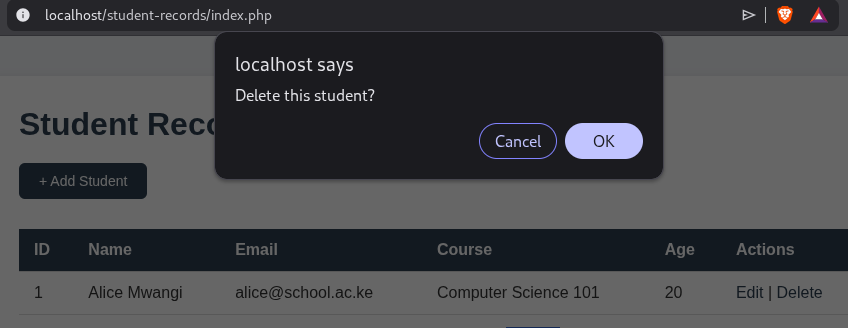 localhost/student-records/index.php
localhost says
Delete this student?
Cancel OK
Student Reco
+ Add Student
ID Name Email Course Age Actions
1 Alice Mwangi alice@school.ac.ke Computer Science 101 20 Edit | Delete